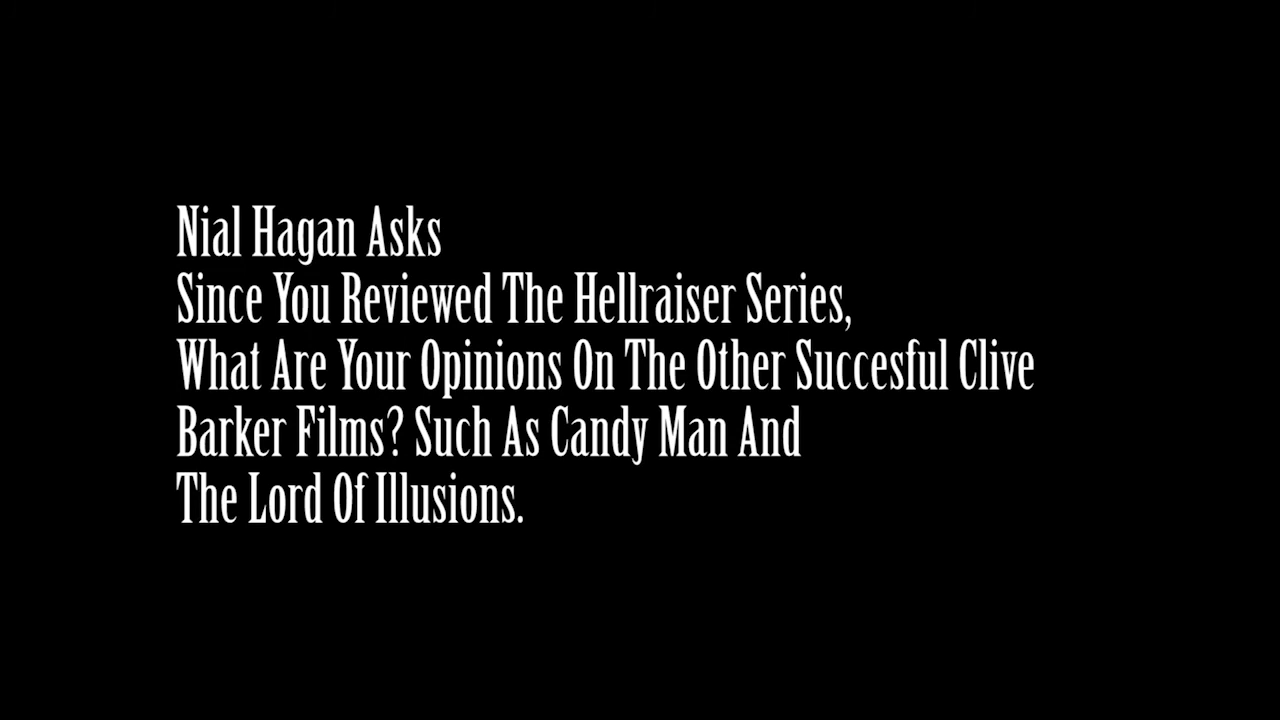 Nial Hagan Asks
Since You Reviewed The Hellraiser Series,
What Are Your Opinions On The Other Succesful Clive
Barker Films? Such As Candy Man And
The Lord Of Illusions.